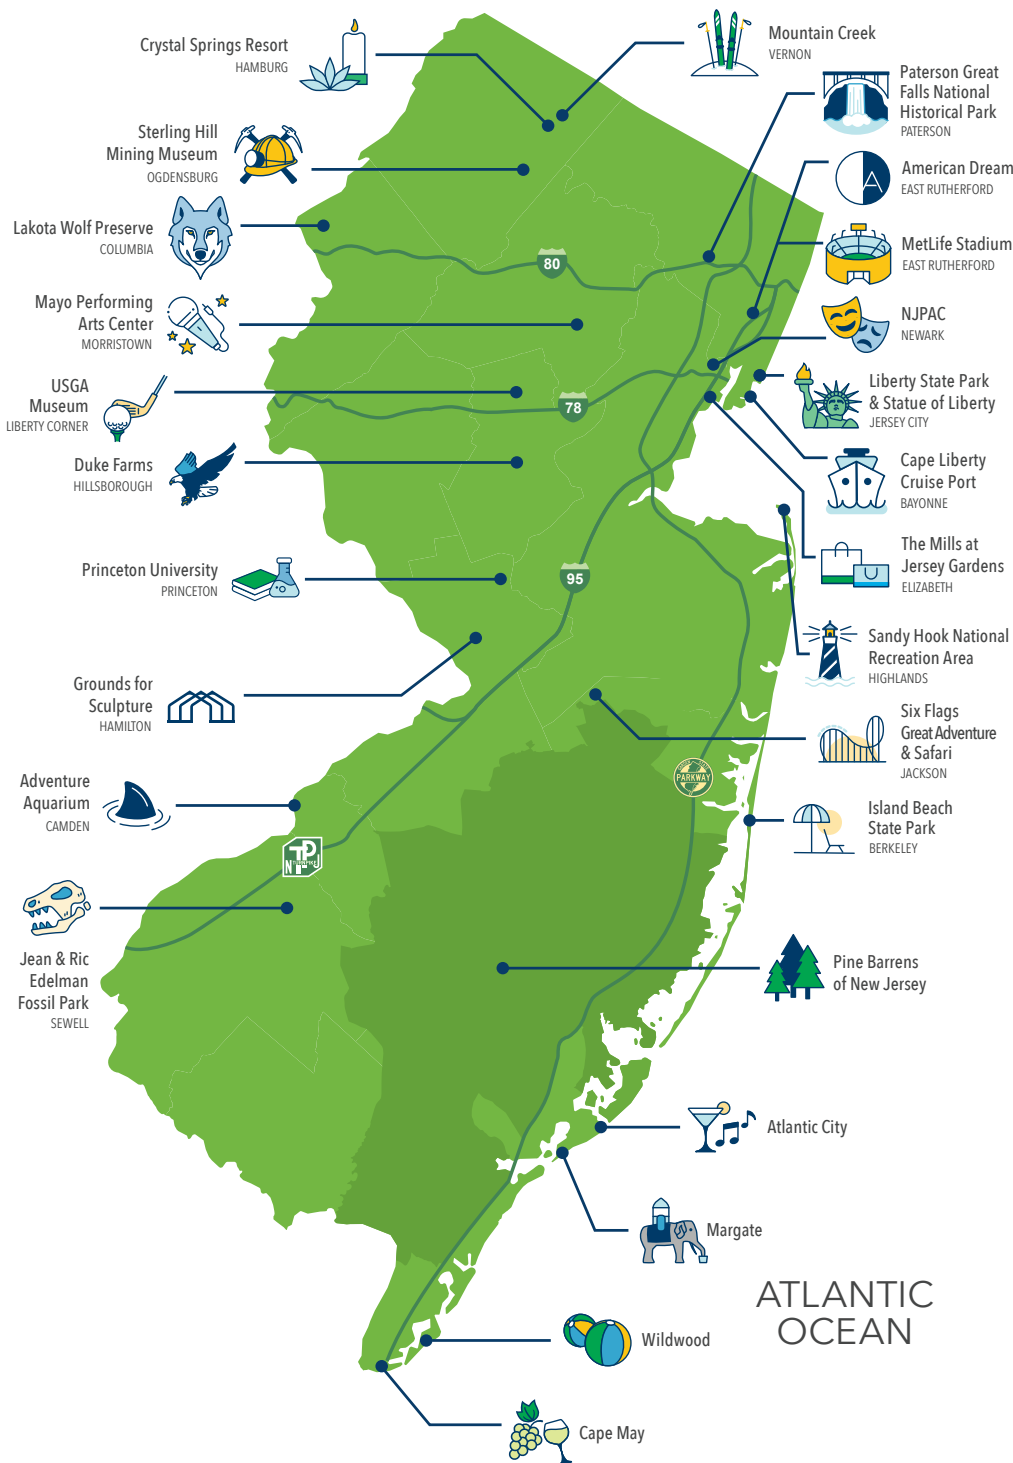 Crystal Springs Resort
HAMBURG
Mountain Creek
VERNON
Paterson Great
Falls National
Historical Park
PATERSON
Sterling Hill
Mining Museum
OGDENSBURG
American Dream
EAST RUTHERFORD
Lakota Wolf Preserve
COLUMBIA
MetLife Stadium
EAST RUTHERFORD
80
Mayo Performing
Arts Center
MORRISTOWN
NJPAC
NEWARK
USGA
Museum
LIBERTY CORNER
78
Liberty State Park
& Statue of Liberty
JERSEY CITY
Duke Farms
HILLSBOROUGH
Cape Liberty
Cruise Port
BAYONNE
The Mills at
Jersey Gardens
ELIZABETH
Princeton University
PRINCETON
95
Sandy Hook National
Recreation Area
HIGHLANDS
Grounds for
Sculpture
HAMILTON
Six Flags
Great Adventure
& Safari
JACKSON
PARKWAY
Adventure
Aquarium
CAMDEN
Island Beach
State Park
BERKELEY
TP
N TURNPIKE J
Jean & Ric
Edelman
Fossil Park
SEWELL
Pine Barrens
of New Jersey
Atlantic City
Margate
ATLANTIC
OCEAN
Wildwood
Cape May